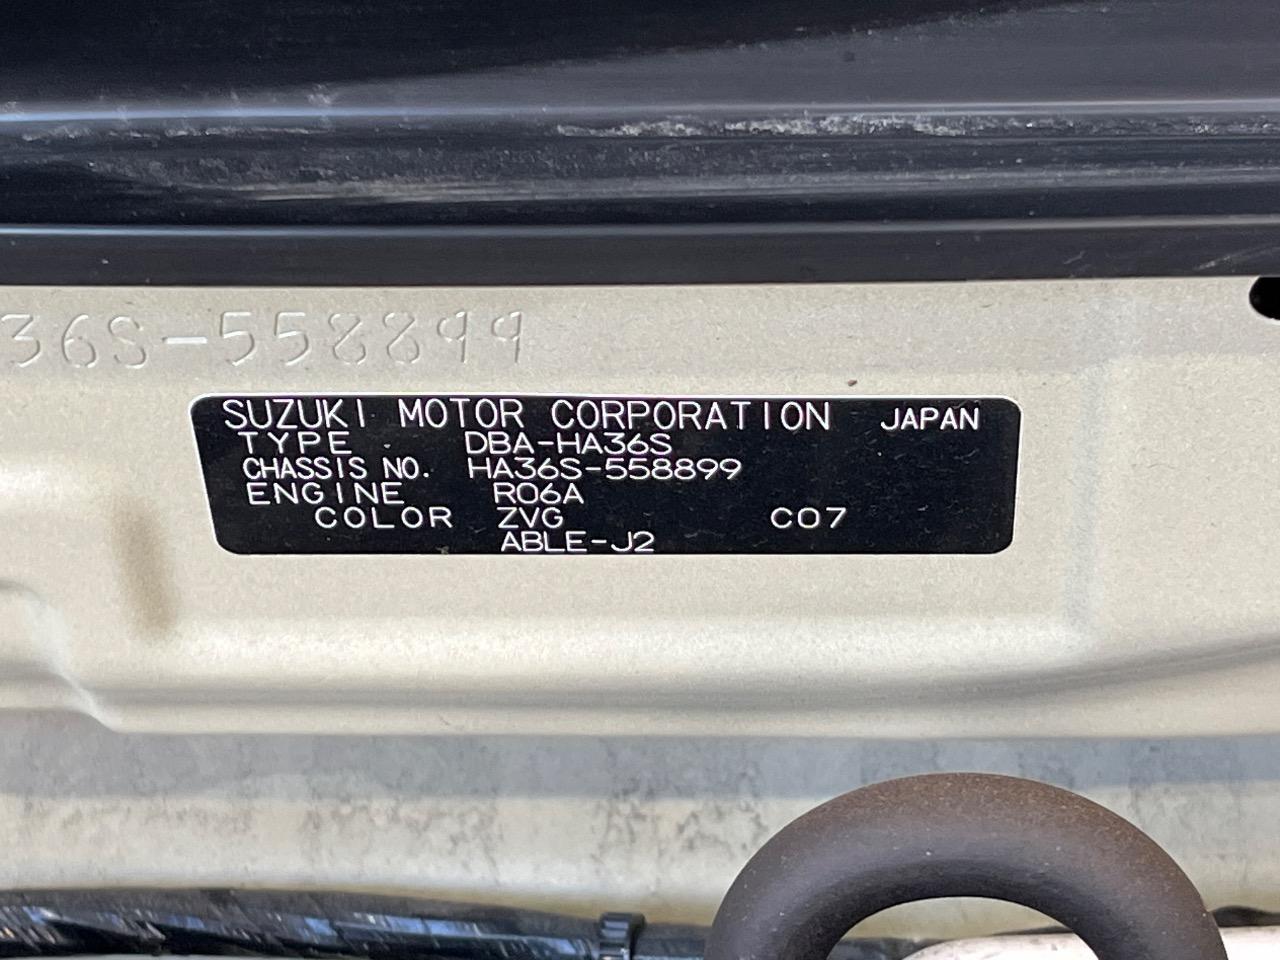 36S-558899
SUZUKI MOTOR CORPORATION JAPAN
TYPE DBA-HA36S
CHASSIS NO. HA36S-558899
ENGINE R06A
COLOR ZVG C07
ABLE-J2